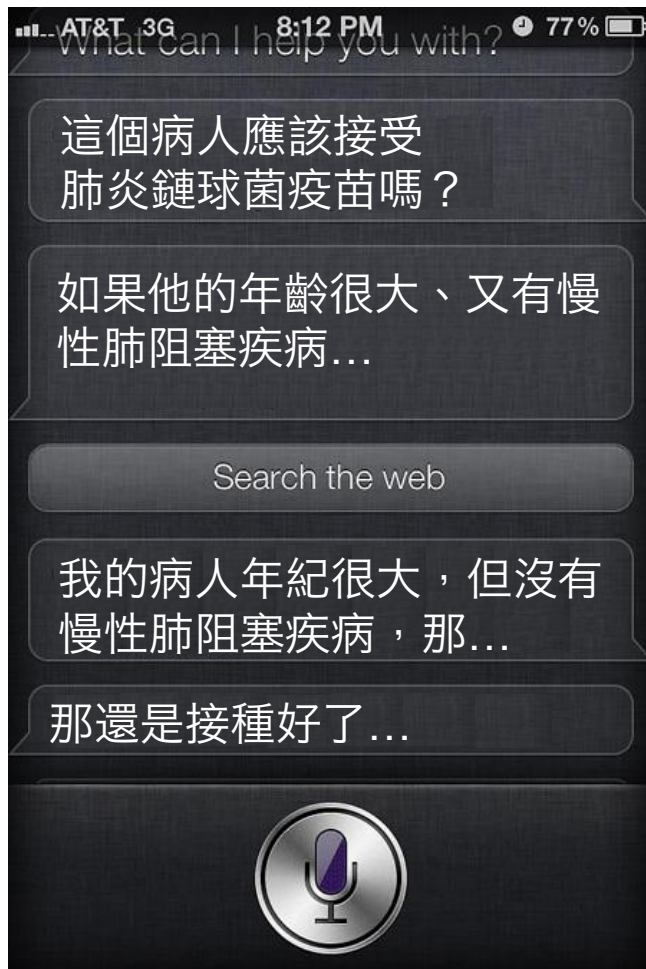 AT&T 3G 8:12 PM 77%
What can I help you with?
這個病人應該接受
肺炎鏈球菌疫苗嗎？
如果他的年齡很大、又有慢
性肺阻塞疾病...
Search the web
我的病人年紀很大，但沒有
慢性肺阻塞疾病，那...
那還是接種好了...